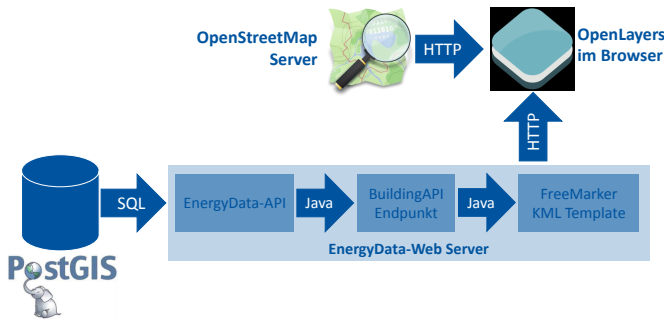 OpenStreetMap
Server
HTTP
OpenLayers
im Browser
HTTP
SQL
EnergyData-API
Java
BuildingAPI
Endpunkt
Java
FreeMarker
KML Template
EnergyData-Web Server
PostGIS